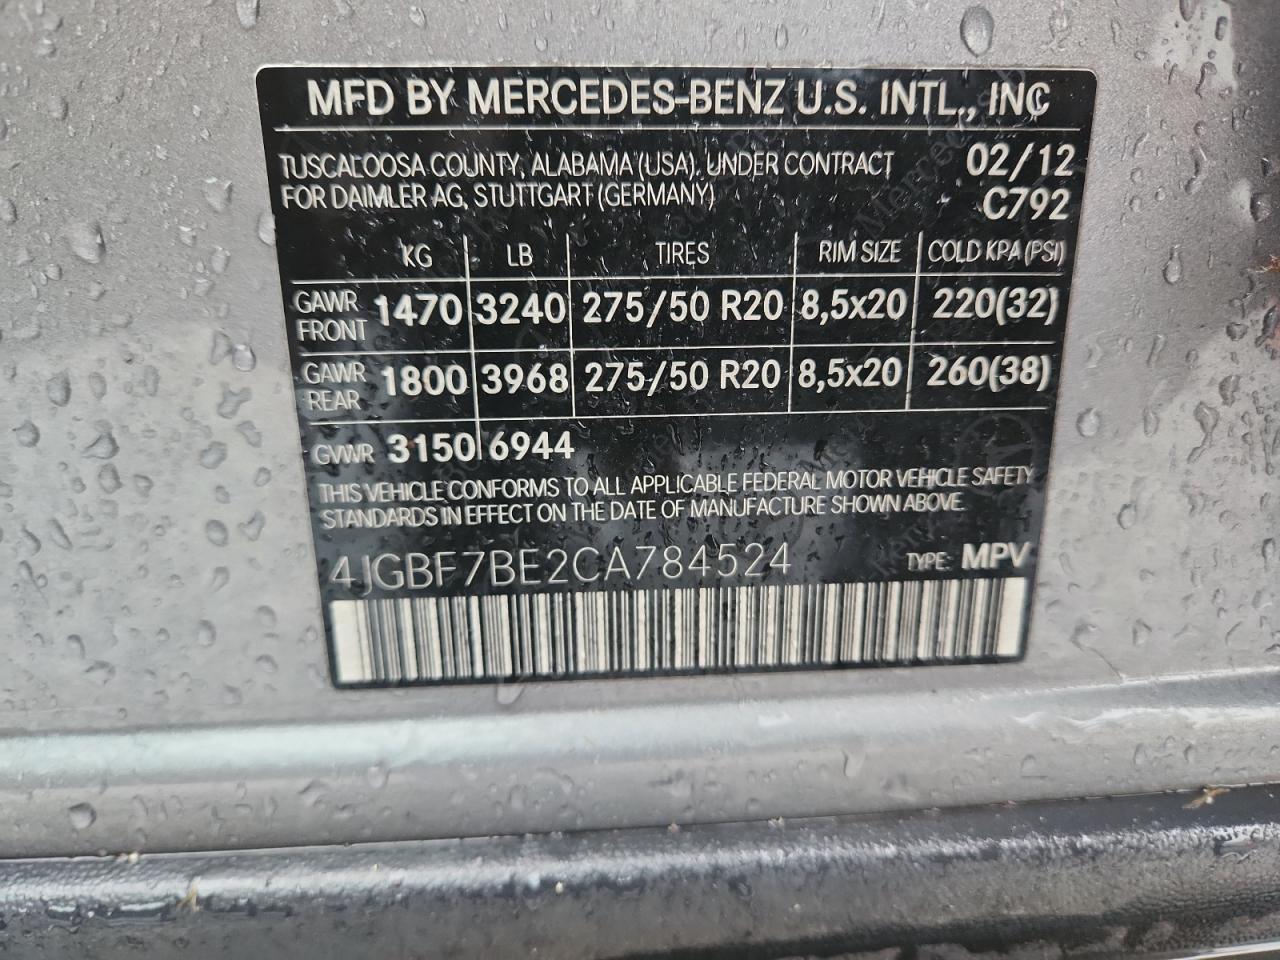 MFD BY MERCEDES-BENZ U.S. INTL., INC
TUSCALOOSA COUNTY, ALABAMA (USA). UNDER CONTRACT 02/12
FOR DAIMLER AG, STUTTGART (GERMANY) C792
KG LB TIRES RIM SIZE COLD KPA (PSI)
GAWR FRONT 1470 3240 275/50 R20 8,5x20 220(32)
GAWR REAR 1800 3968 275/50 R20 8,5x20 260(38)
GVWR 3150 6944
THIS VEHICLE CONFORMS TO ALL APPLICABLE FEDERAL MOTOR VEHICLE SAFETY
STANDARDS IN EFFECT ON THE DATE OF MANUFACTURE SHOWN ABOVE.
4JGBF7BE2CA784524 TYPE: MPV